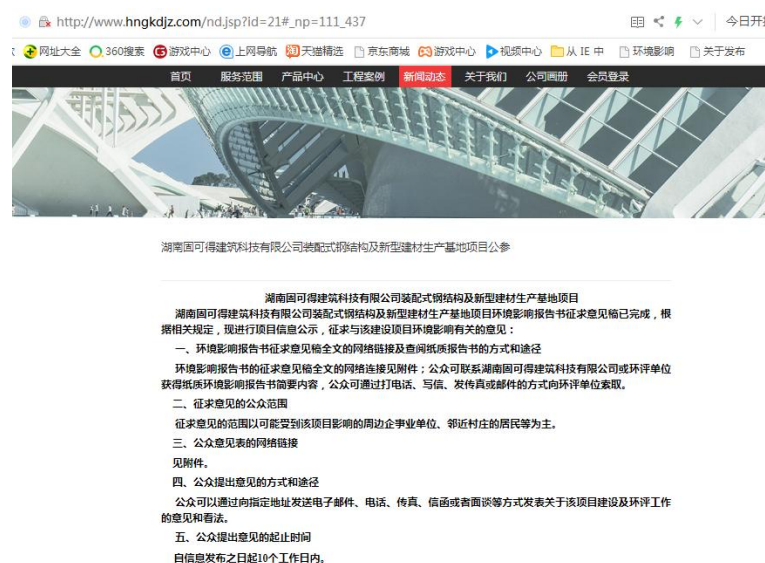 http://www.hngkdjz.com/nd.jsp?id=21#_np=111_437
今日开
网址大全 360搜索 游戏中心 上网导航 天猫精选 京东商城 游戏中心 视频中心 从 IE 中 环境影响 关于发布
首页 服务范围 产品中心 工程案例 新闻动态 关于我们 公司画册 会员登录
湖南固可得建筑科技有限公司装配式钢结构及新型建材生产基地项目公参
湖南固可得建筑科技有限公司装配式钢结构及新型建材生产基地项目
湖南固可得建筑科技有限公司装配式钢结构及新型建材生产基地项目环境影响报告书征求意见稿已完成，根
据相关规定，现进行项目信息公示，征求与该建设项目环境影响有关的意见：
一、环境影响报告书征求意见稿全文的网络链接及查阅纸质报告书的方式和途径
环境影响报告书的征求意见稿全文的网络连接见附件；公众可联系湖南固可得建筑科技有限公司或环评单位
获得纸质环境影响报告书简要内容，公众可通过打电话、写信、发传真或邮件的方式向环评单位索取。
二、征求意见的公众范围
征求意见的范围以可能受到该项目影响的周边企事业单位、邻近村庄的居民等为主。
三、公众意见表的网络链接
见附件。
四、公众提出意见的方式和途径
公众可以通过向指定地址发送电子邮件、电话、传真、信函或者面谈等方式发表关于该项目建设及环评工作
的意见和看法。
五、公众提出意见的起止时间
自信息发布之日起10个工作日内。